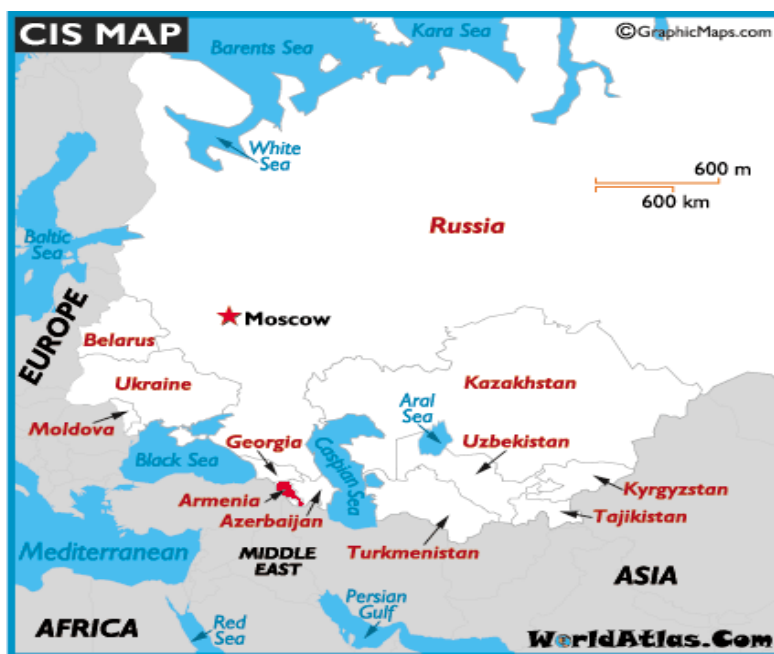 CIS MAP
©GraphicMaps.com
Barents Sea
Kara Sea
White
Sea
600 m
600 km
Russia
Baltic
Sea
EUROPE
Moscow
Belarus
Ukraine
Kazakhstan
Aral
Sea
Moldova
Georgia
Uzbekistan
Black Sea
Caspian Sea
Armenia
Azerbaijan
Kyrgyzstan
Tajikistan
Mediterranean
MIDDLE
EAST
Turkmenistan
ASIA
Persian
Gulf
AFRICA
Red
Sea
WorldAtlas.Com